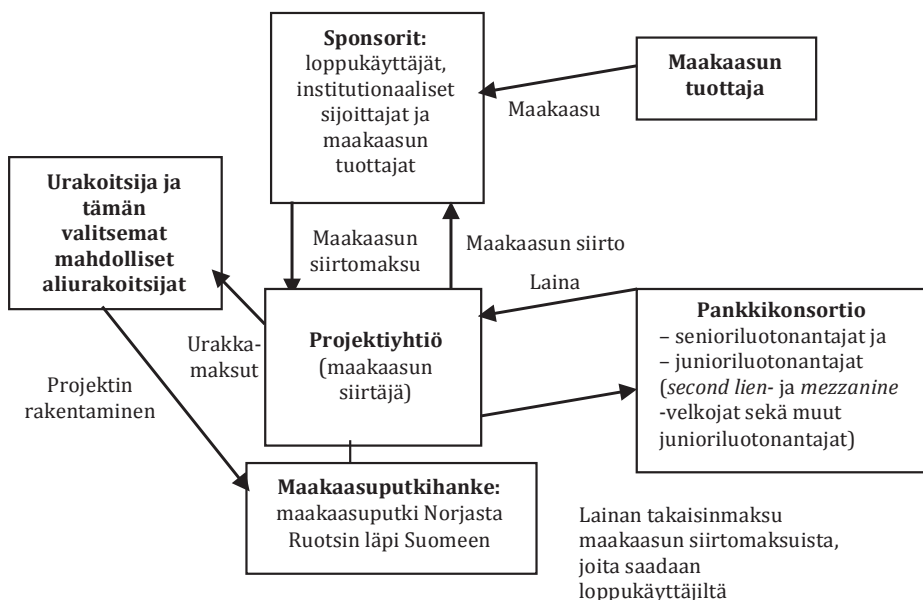 Sponsorit:
loppukäyttäjät,
institutionaaliset
sijoittajat ja
maakaasun
tuottajat
Maakaasun
tuottaja
Maakaasu
Urakoitsija ja
tämän
valitsemat
mahdolliset
aliurakoitsijat
Maakaasun
siirtomaksu
Maakaasun siirto
Laina
Urakka-
maksut
Projektiyhtiö
(maakaasun
siirtäjä)
Pankkikonsortio
– senioriluotonantajat ja
– junioriluotonantajat
(second lien- ja mezzanine
-velkojat sekä muut
junioriluotonantajat)
Projektin
rakentaminen
Maakaasuputkihanke:
maakaasuputki Norjasta
Ruotsin läpi Suomeen
Lainan takaisinmaksu
maakaasun siirtomaksuista,
joita saadaan
loppukäyttäjiltä